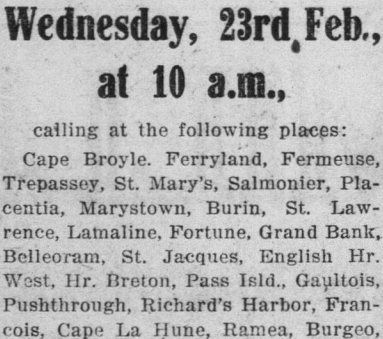 Wednesday, 23rd Feb.,
at 10 a.m.,
calling at the following places:
Cape Broyle. Ferryland, Fermeuse,
Trepassey, St. Mary's, Salmonier, Pla-
centia, Marystown, Burin, St. Law-
rence, Lamaline, Fortune, Grand Bank,
Belleoram, St. Jacques, English Hr.
West, Hr. Breton, Pass Isld., Gaultois,
Pushthrough, Richard's Harbor, Fran-
cois, Cape La Hune, Ramea, Burgeo,